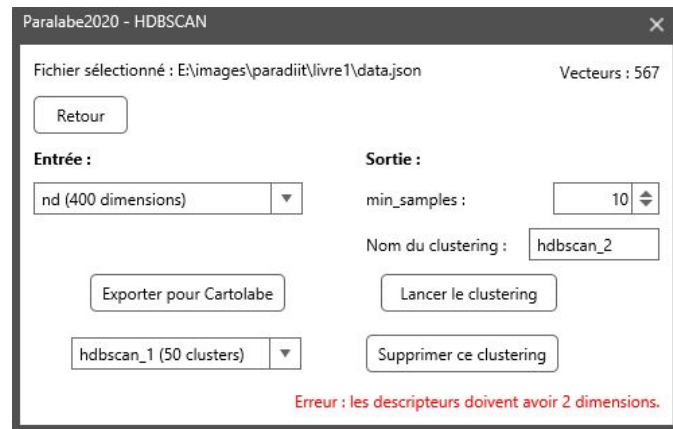 Paralabe2020 - HDBSCAN
Fichier sélectionné : E:\images\paradiit\livre1\data.json
Vecteurs : 567
Retour
Entrée :
Sortie :
nd (400 dimensions)
min_samples :
10
Nom du clustering :
hdbscan_2
Exporter pour Cartolabe
Lancer le clustering
hdbscan_1 (50 clusters)
Supprimer ce clustering
Erreur : les descripteurs doivent avoir 2 dimensions.